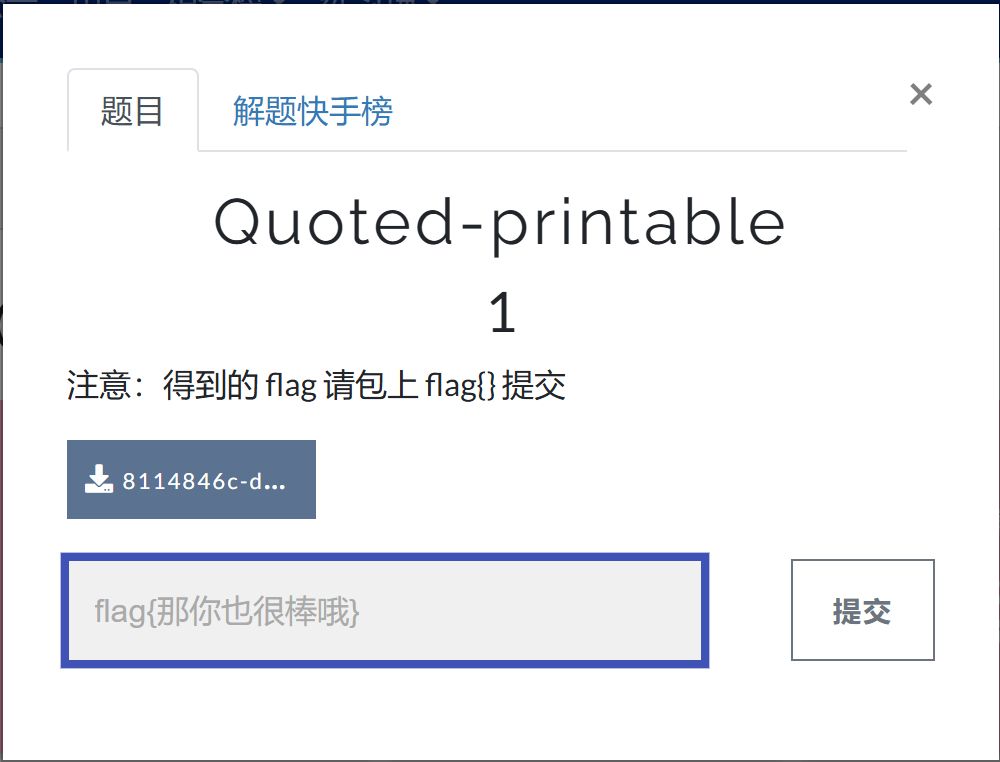 题目 解题快手榜 ×
Quoted-printable
1
注意：得到的 flag 请包上 flag{} 提交
8114846c-d...
flag{那你也很棒哦} 提交